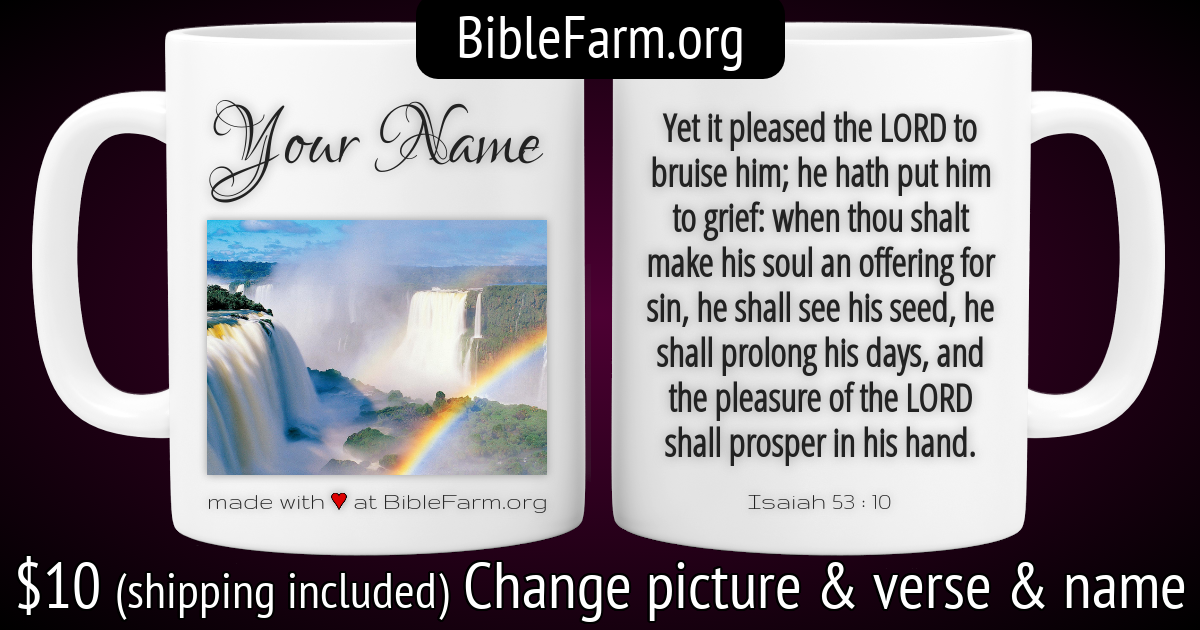 BibleFarm.org
Your Name
made with ♥ at BibleFarm.org
Yet it pleased the LORD to
bruise him; he hath put him
to grief: when thou shalt
make his soul an offering for
sin, he shall see his seed, he
shall prolong his days, and
the pleasure of the LORD
shall prosper in his hand.
Isaiah 53 : 10
$10 (shipping included) Change picture & verse & name